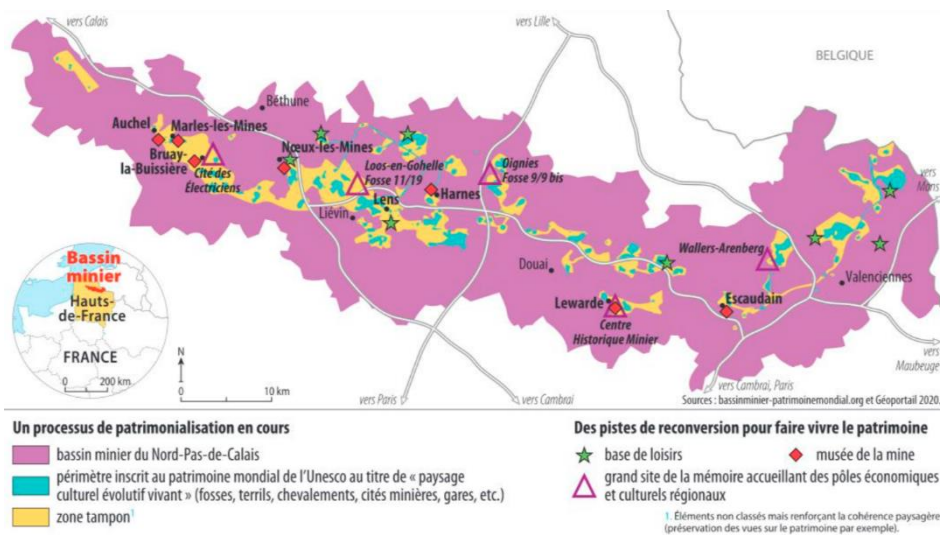 vers Calais
vers Lille
BELGIQUE
Béthune
Auchel
Marles-les-Mines
Nœux-les-Mines
Bruay-
la-Buissière
Cité des
Électriciens
Loos-en-Gohelle
Fosse 11/19
Oignies
Fosse 9/9 bis
Harnes
Lens
Liévin
vers
Mons
Wallers-Arenberg
Douai
Valenciennes
Lewarde
Escaudain
Centre
Historique Minier
Bassin
minier
Hauts-
de-France
FRANCE
0 200 km
N
0 10 km
vers Paris
vers Cambrai
vers Cambrai, Paris
vers
Maubeuge
Sources : bassinminier-patrimoinemondial.org et Géoportail 2020.
Un processus de patrimonialisation en cours
bassin minier du Nord-Pas-de-Calais
périmètre inscrit au patrimoine mondial de l'Unesco au titre de « paysage
culturel évolutif vivant » (fosses, terrils, chevalements, cités minières, gares, etc.)
zone tampon¹
Des pistes de reconversion pour faire vivre le patrimoine
base de loisirs
musée de la mine
grand site de la mémoire accueillant des pôles économiques
et culturels régionaux
1. Éléments non classés mais renforçant la cohérence paysagère
(préservation des vues sur le patrimoine par exemple).